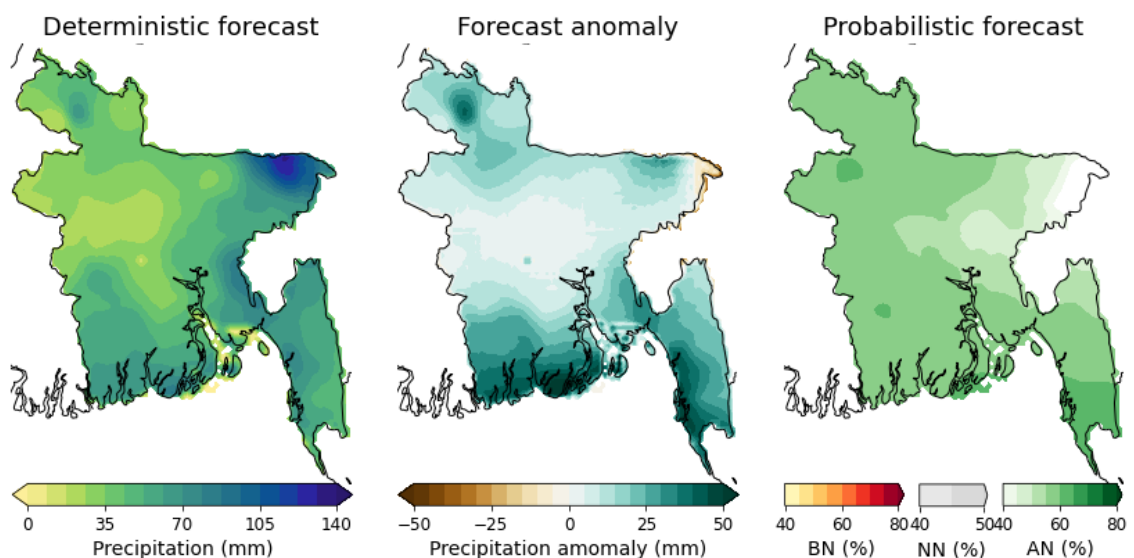 Deterministic forecast Forecast anomaly Probabilistic forecast
0 35 70 105 140 −50 −25 0 25 50 40 60 80 40 50 40 60 80
Precipitation (mm) Precipitation amomaly (mm) BN (%) NN (%) AN (%)